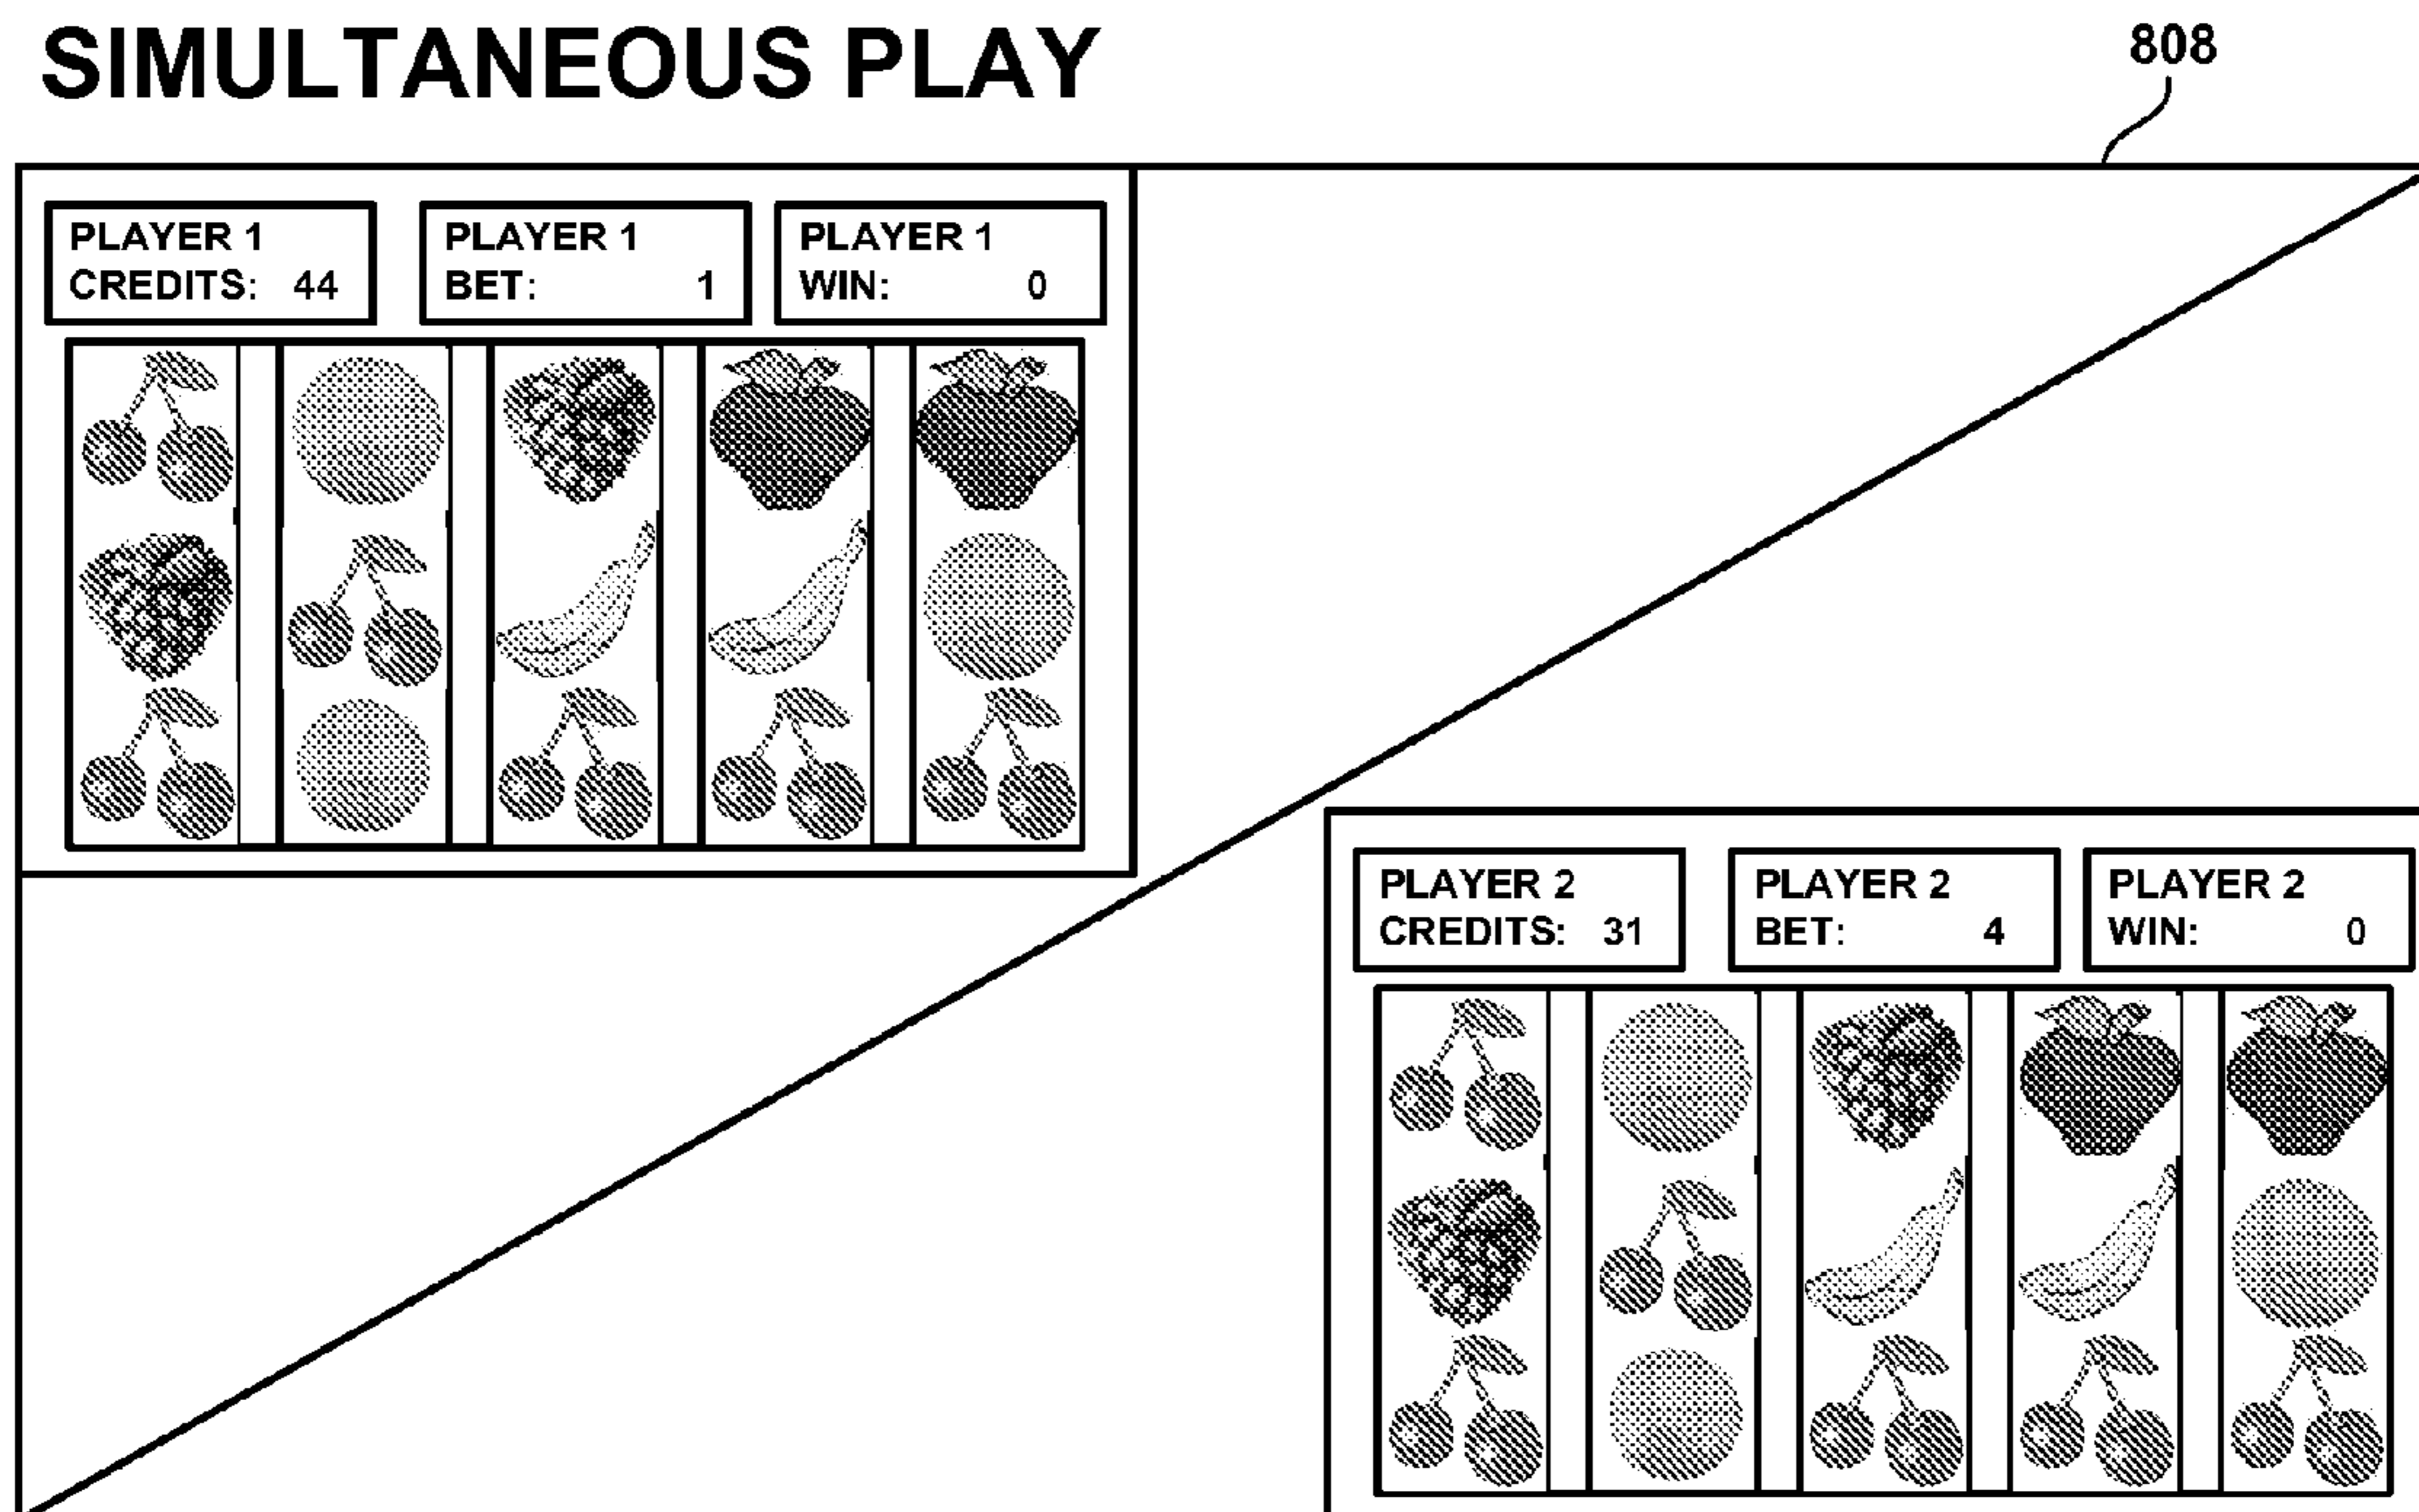 SIMULTANEOUS PLAY
808
PLAYER 1
CREDITS: 44
PLAYER 1
BET: 1
PLAYER 1
WIN: 0
PLAYER 2
CREDITS: 31
PLAYER 2
BET: 4
PLAYER 2
WIN: 0